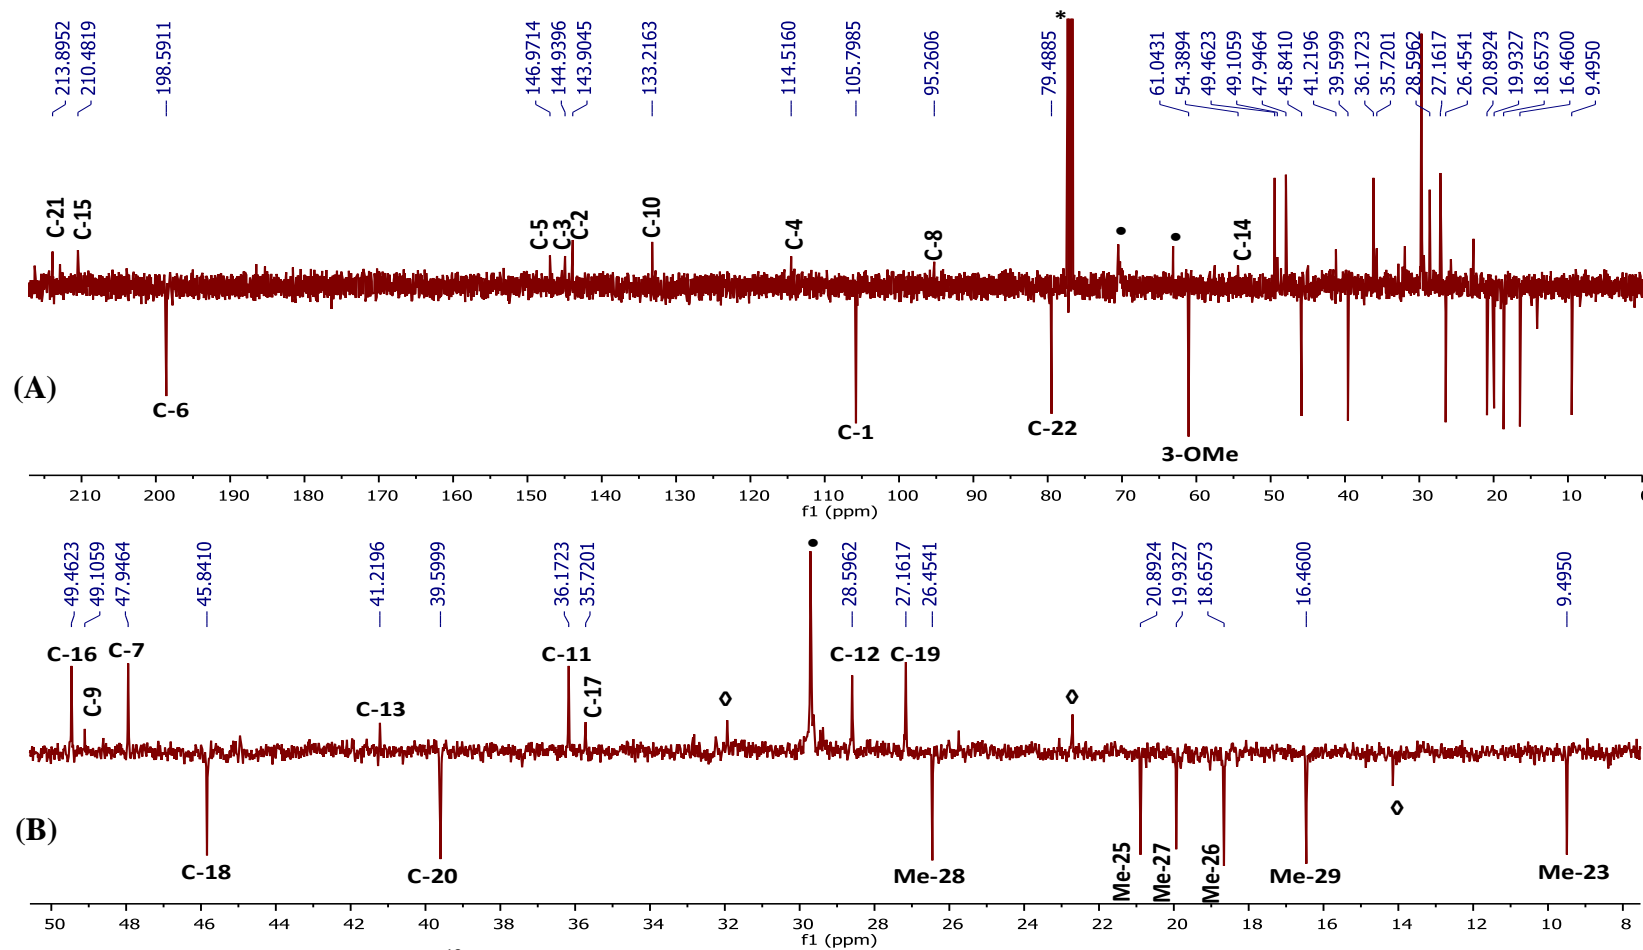 213.8952
210.4819
198.5911
146.9714
144.9396
143.9045
133.2163
114.5160
105.7985
95.2606
79.4885
61.0431
54.3894
49.4623
49.1059
47.9464
45.8410
41.2196
39.5999
36.1723
35.7201
28.5962
27.1617
26.4541
20.8924
19.9327
18.6573
16.4600
9.4950
*
C-21
C-15
C-5
C-3
C-2
C-10
C-4
C-8
C-14
(A)
C-6
C-1
C-22
3-OMe
210 200 190 180 170 160 150 140 130 120 110 100 90 80 70 60 50 40 30 20 10
f1 (ppm)
49.4623
49.1059
47.9464
45.8410
41.2196
39.5999
36.1723
35.7201
28.5962
27.1617
26.4541
20.8924
19.9327
18.6573
16.4600
9.4950
C-16
C-9
C-7
C-13
C-11
C-17
C-12
C-19
(B)
C-18
C-20
Me-28
Me-25
Me-27
Me-26
Me-29
Me-23
50 48 46 44 42 40 38 36 34 32 30 28 26 24 22 20 18 16 14 12 10 8
f1 (ppm)